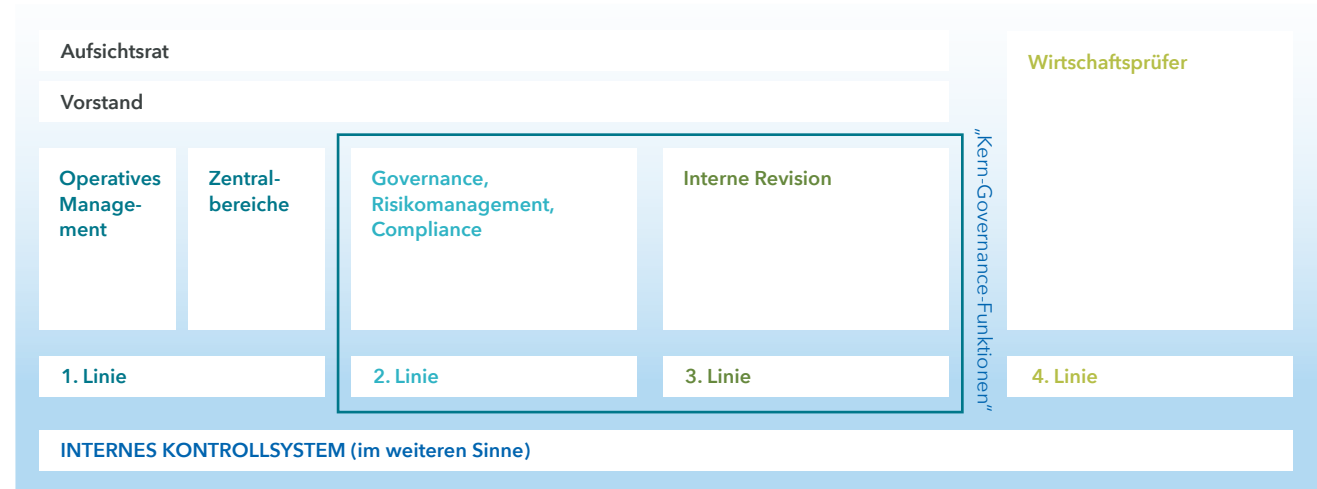 Aufsichtsrat
Vorstand
Wirtschaftsprüfer
Operatives
Manage-
ment
Zentral-
bereiche
Governance,
Risikomanagement,
Compliance
Interne Revision
„Kern-Governance-Funktionen“
1. Linie
2. Linie
3. Linie
4. Linie
INTERNES KONTROLLSYSTEM (im weiteren Sinne)